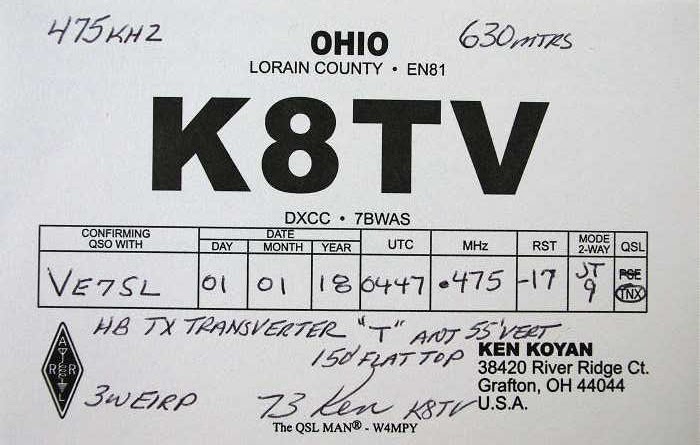 475KHZ
630MTRS
OHIO
LORAIN COUNTY • EN81
K8TV
DXCC • 7BWAS
CONFIRMING QSO WITH DATE DAY MONTH YEAR UTC MHz RST MODE 2-WAY QSL
VE7SL 01 01 18 0447 .475 -17 JT9 PSE TNX
HB TX TRANSVERTER "T" ANT 55' VERT
150' FLAT TOP
KEN KOYAN
38420 River Ridge Ct.
Grafton, OH 44044
U.S.A.
ARRL
3W EIRP
73 Ken K8TV
The QSL MAN® - W4MPY